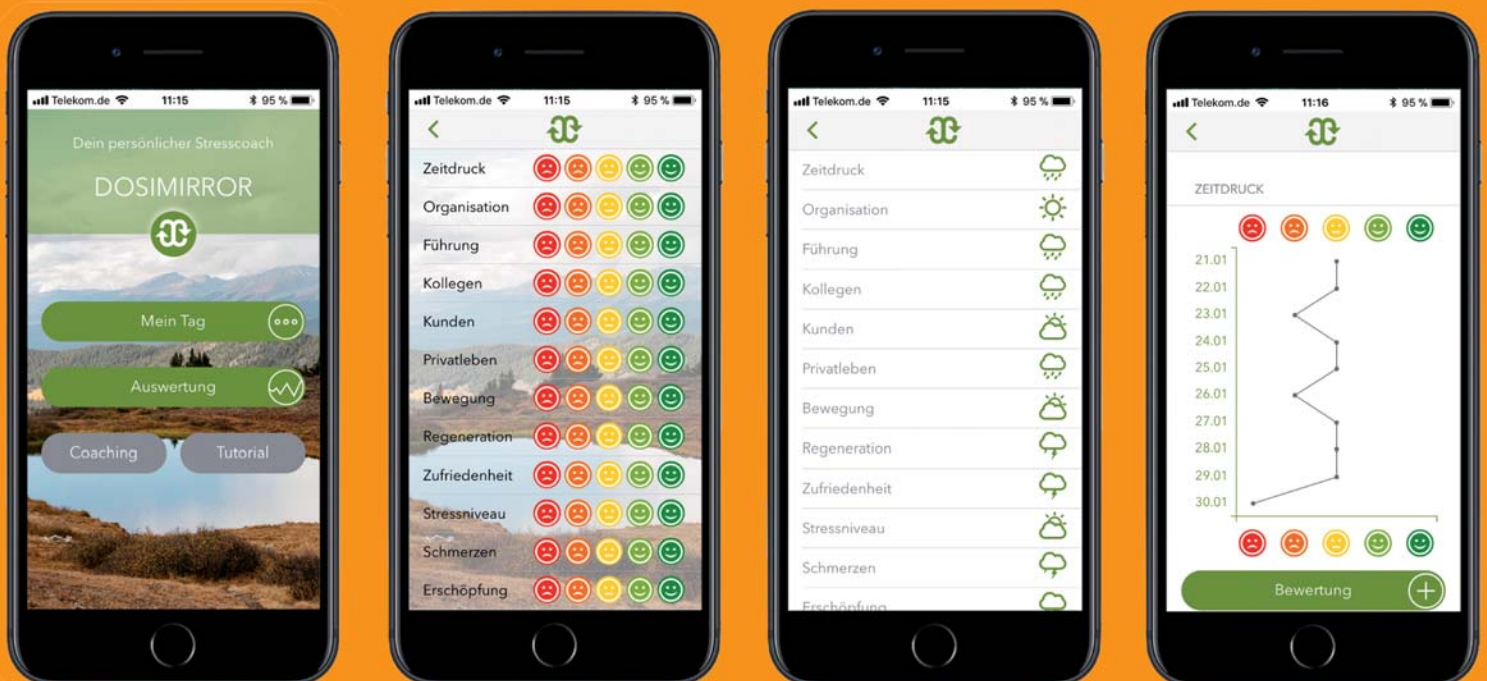 Telekom.de 11:15 95 %
Dein persönlicher Stresscoach
DOSIMIRROR
Mein Tag
Auswertung
Coaching Tutorial
Telekom.de 11:15 95 %
Zeitdruck
Organisation
Führung
Kollegen
Kunden
Privatleben
Bewegung
Regeneration
Zufriedenheit
Stressniveau
Schmerzen
Erschöpfung
Telekom.de 11:15 95 %
Zeitdruck
Organisation
Führung
Kollegen
Kunden
Privatleben
Bewegung
Regeneration
Zufriedenheit
Stressniveau
Schmerzen
Erschöpfung
Telekom.de 11:16 95 %
ZEITDRUCK
21.01
22.01
23.01
24.01
25.01
26.01
27.01
28.01
29.01
30.01
Bewertung